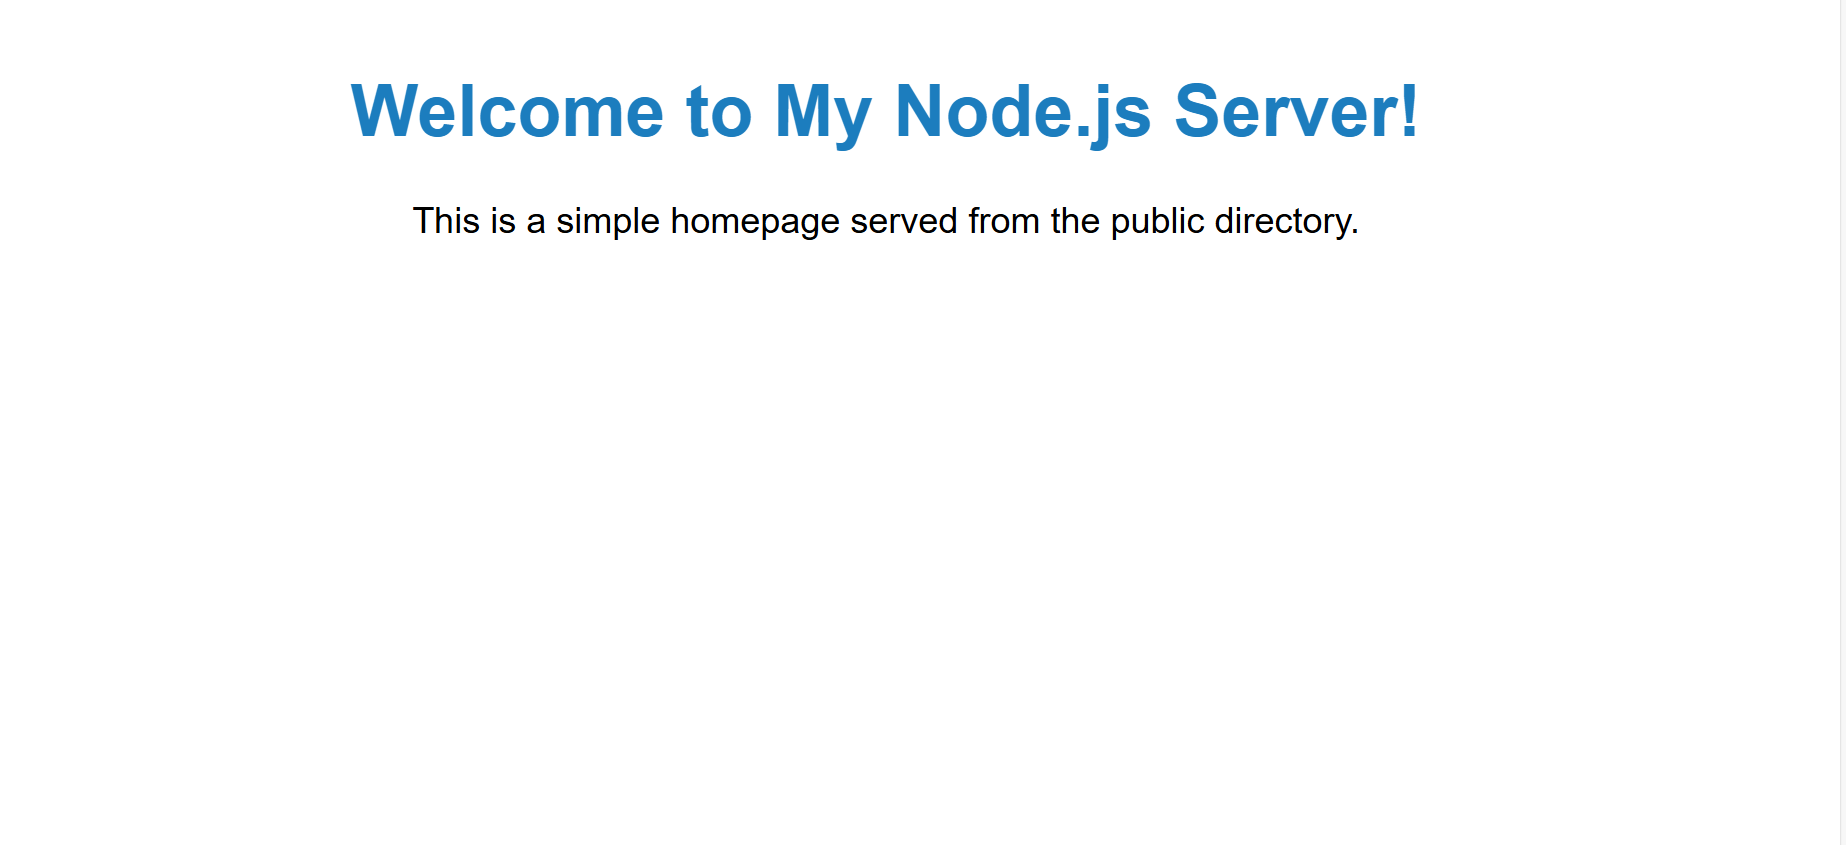 Welcome to My Node.js Server!
This is a simple homepage served from the public directory.